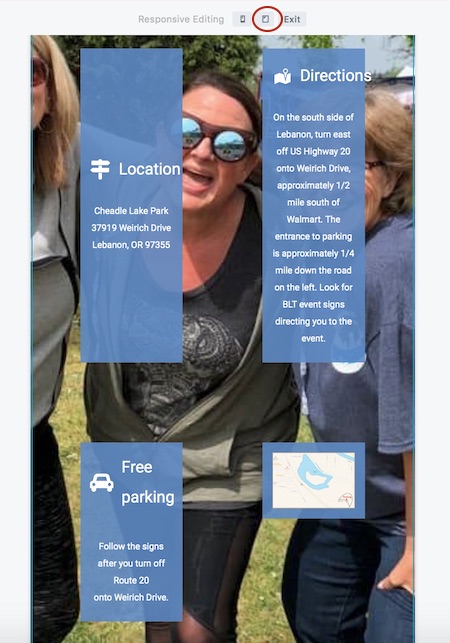 Responsive Editing
Exit
Location
Cheadle Lake Park
37919 Weirich Drive
Lebanon, OR 97355
Directions
On the south side of
Lebanon, turn east
off US Highway 20
onto Weirich Drive,
approximately 1/2
mile south of
Walmart. The
entrance to parking
is approximately 1/4
mile down the road
on the left. Look for
BLT event signs
directing you to the
event.
Free
parking
Follow the signs
after you turn off
Route 20
onto Weirich Drive.